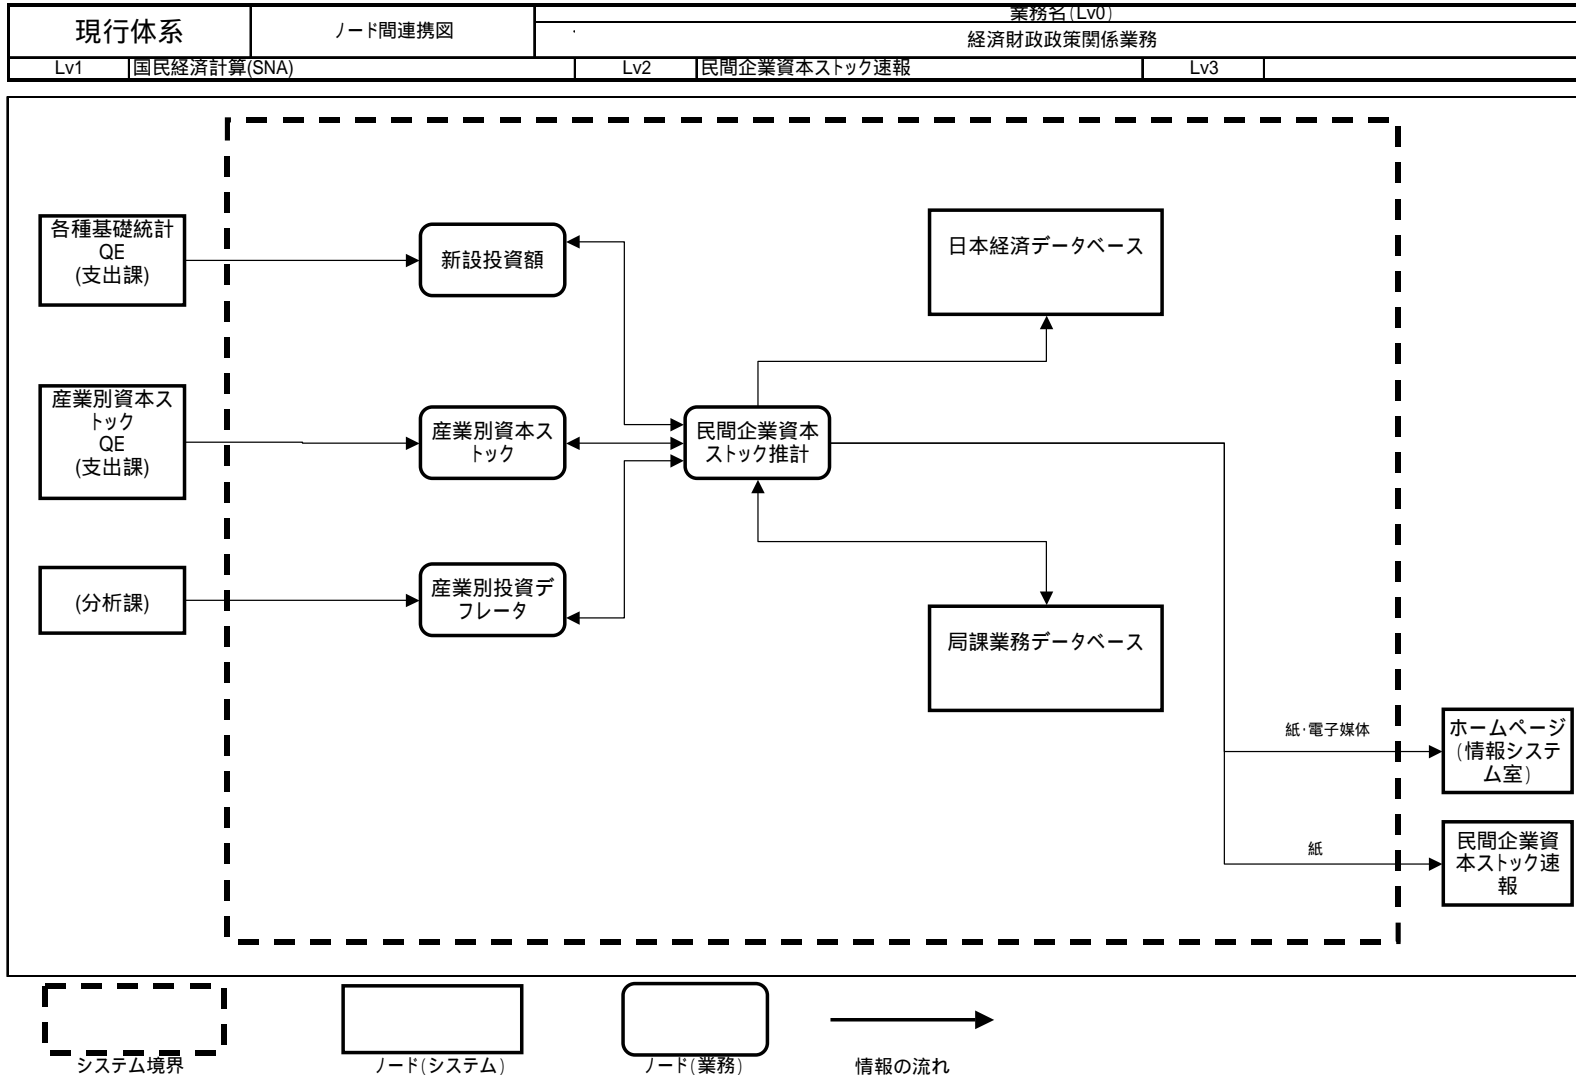 現行体系
ノード間連携図
業務名(Lv0)
経済財政政策関係業務
Lv1
国民経済計算(SNA)
Lv2
民間企業資本ストック速報
Lv3
各種基礎統計
QE
(支出課)
新設投資額
日本経済データベース
産業別資本ス
トック
QE
(支出課)
産業別資本ス
トック
民間企業資本
ストック推計
(分析課)
産業別投資デ
フレータ
局課業務データベース
紙・電子媒体
ホームページ
(情報システ
ム室)
紙
民間企業資
本ストック速
報
システム境界
ノード(システム)
ノード(業務)
情報の流れ